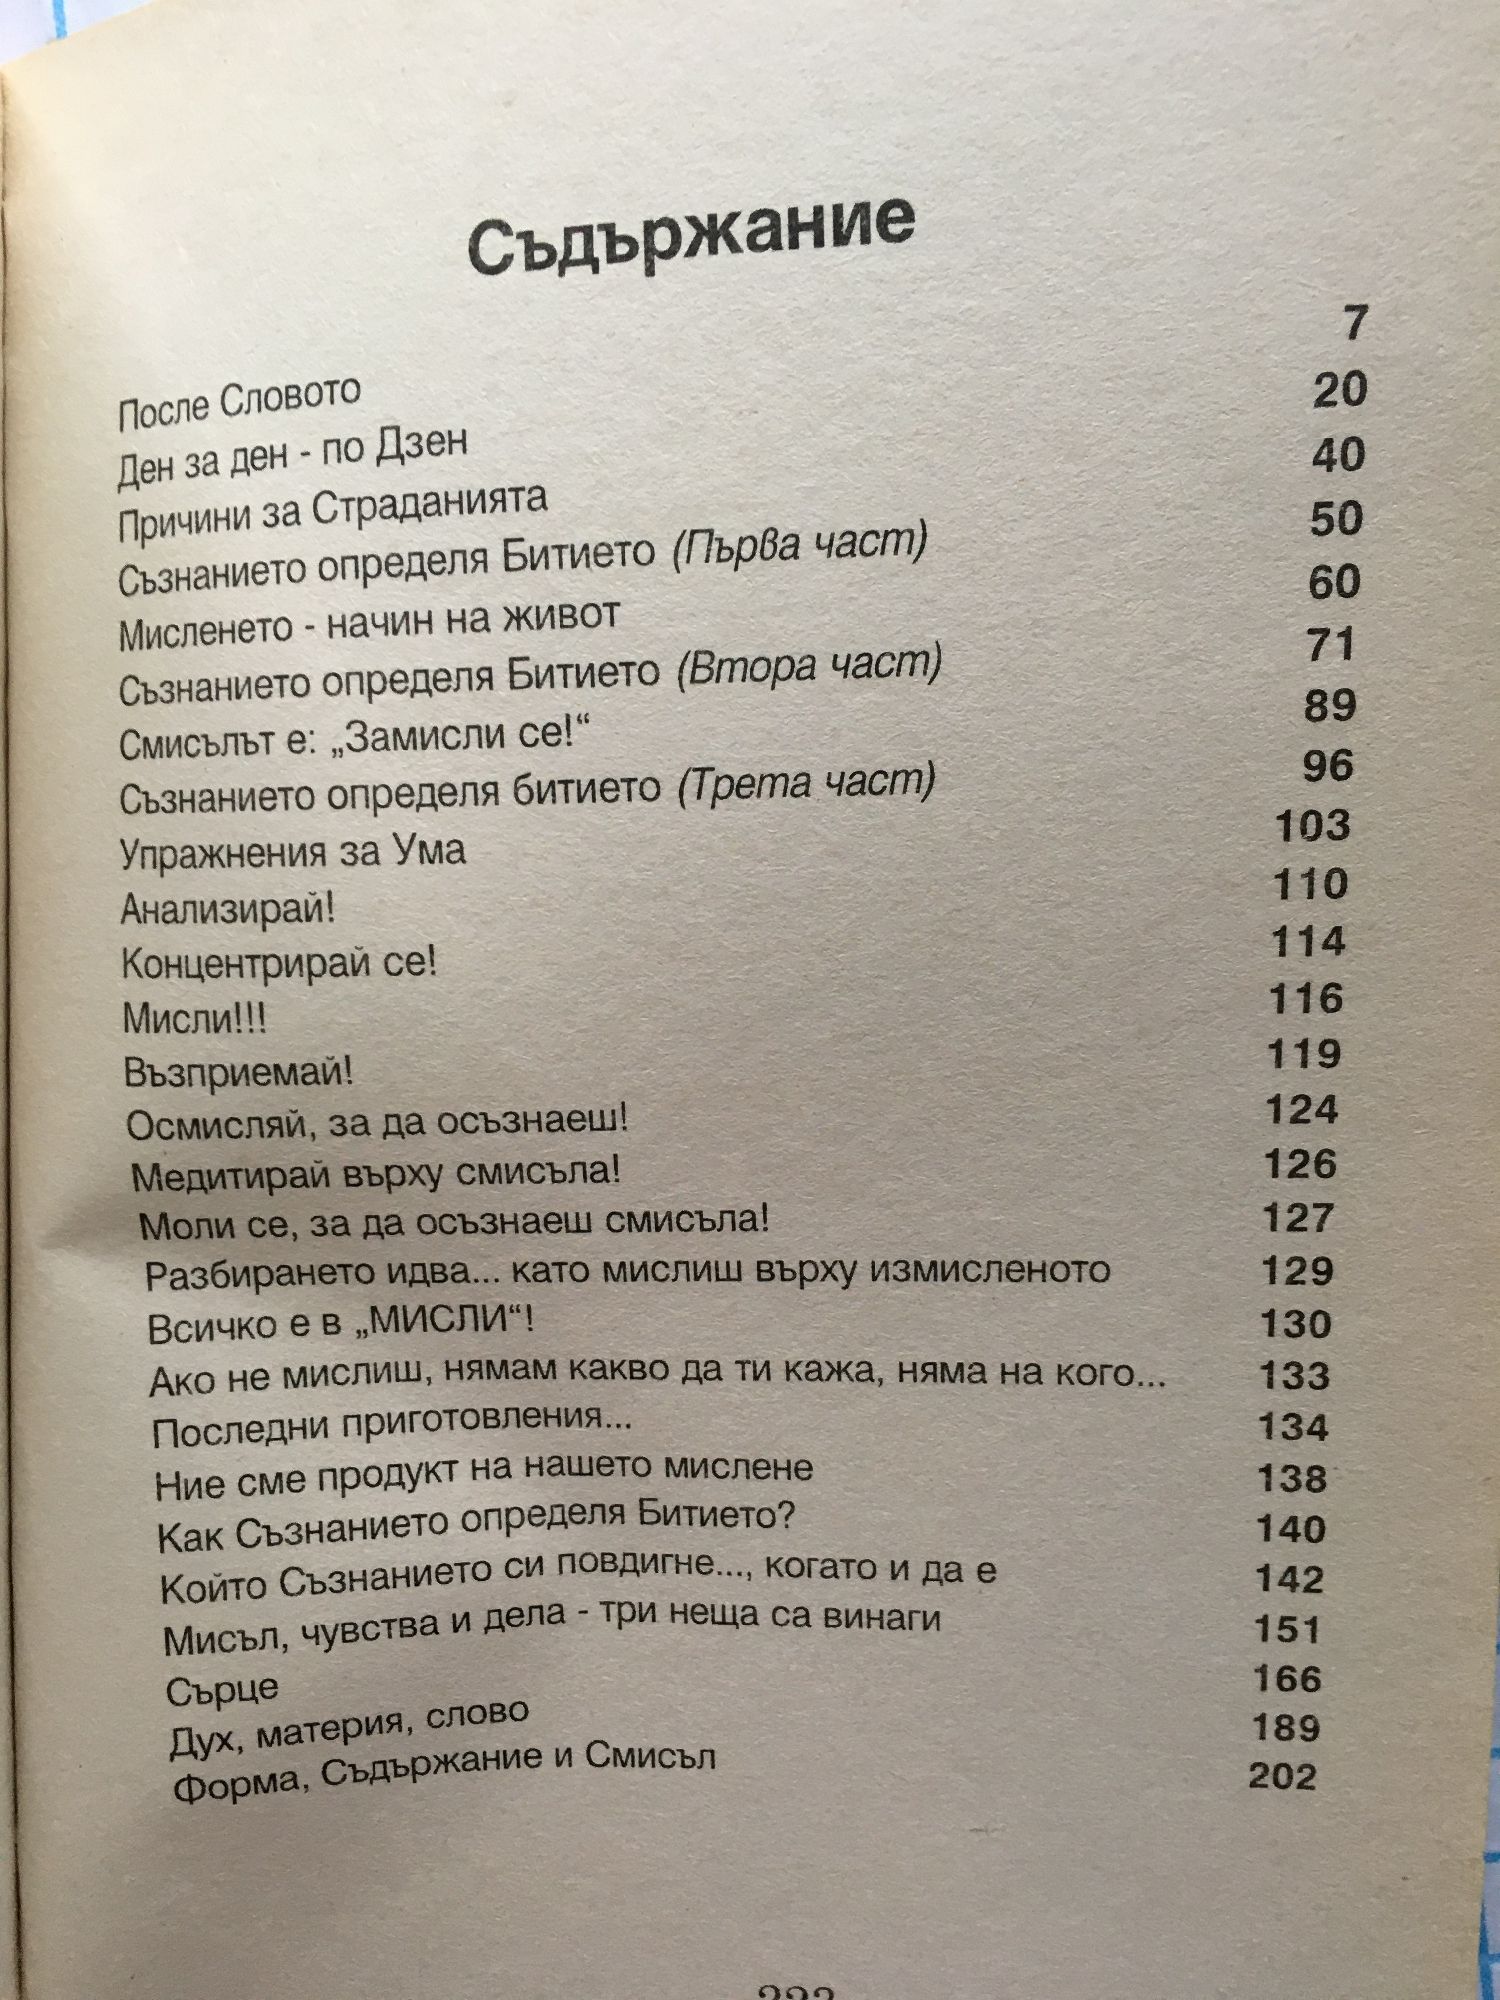 Съдържание
После Словото 7
Ден за ден - по Дзен 20
Причини за Страданията 40
Съзнанието определя Битието (Първа част) 50
Мисленето - начин на живот 60
Съзнанието определя Битието (Втора част) 71
Смисълът е: „Замисли се!“ 89
Съзнанието определя битието (Трета част) 96
Упражнения за Ума 103
Анализирай! 110
Концентрирай се! 114
Мисли!!! 116
Възприемай! 119
Осмисляй, за да осъзнаеш! 124
Медитирай върху смисъла! 126
Моли се, за да осъзнаеш смисъла! 127
Разбирането идва... като мислиш върху измисленото 129
Всичко е в „МИСЛИ“! 130
Ако не мислиш, нямам какво да ти кажа, няма на кого... 133
Последни приготовления... 134
Ние сме продукт на нашето мислене 138
Как Съзнанието определя Битието? 140
Който Съзнанието си повдигне..., когато и да е 142
Мисъл, чувства и дела - три неща са винаги 151
Сърце 166
Дух, материя, слово 189
Форма, Съдържание и Смисъл 202